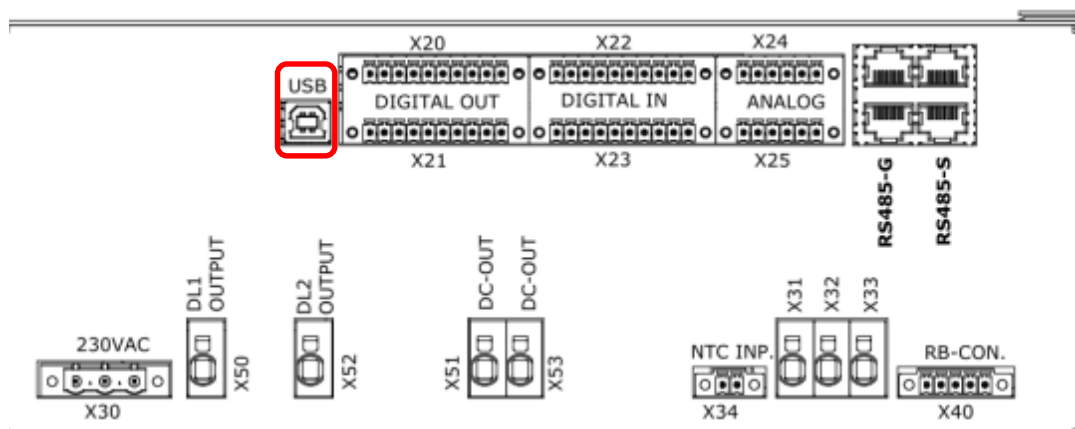 X20 X22 X24
USB
DIGITAL OUT DIGITAL IN ANALOG
X21 X23 X25
RS485-G
RS485-S
DL1
OUTPUT
DL2
OUTPUT
DC-OUT
DC-OUT
X31
X32
X33
230VAC
X50
X52
X51
X53
NTC INP.
RB-CON.
X30
X34
X40